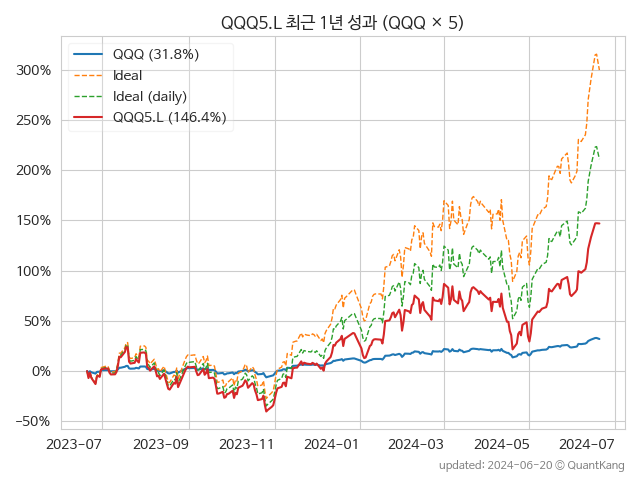 QQQ5.L 최근 1년 성과 (QQQ × 5)
QQQ (31.8%)
Ideal
Ideal (daily)
QQQ5.L (146.4%)
300%
250%
200%
150%
100%
50%
0%
−50%
2023-07 2023-09 2023-11 2024-01 2024-03 2024-05 2024-07
updated: 2024-06-20 © QuantKang